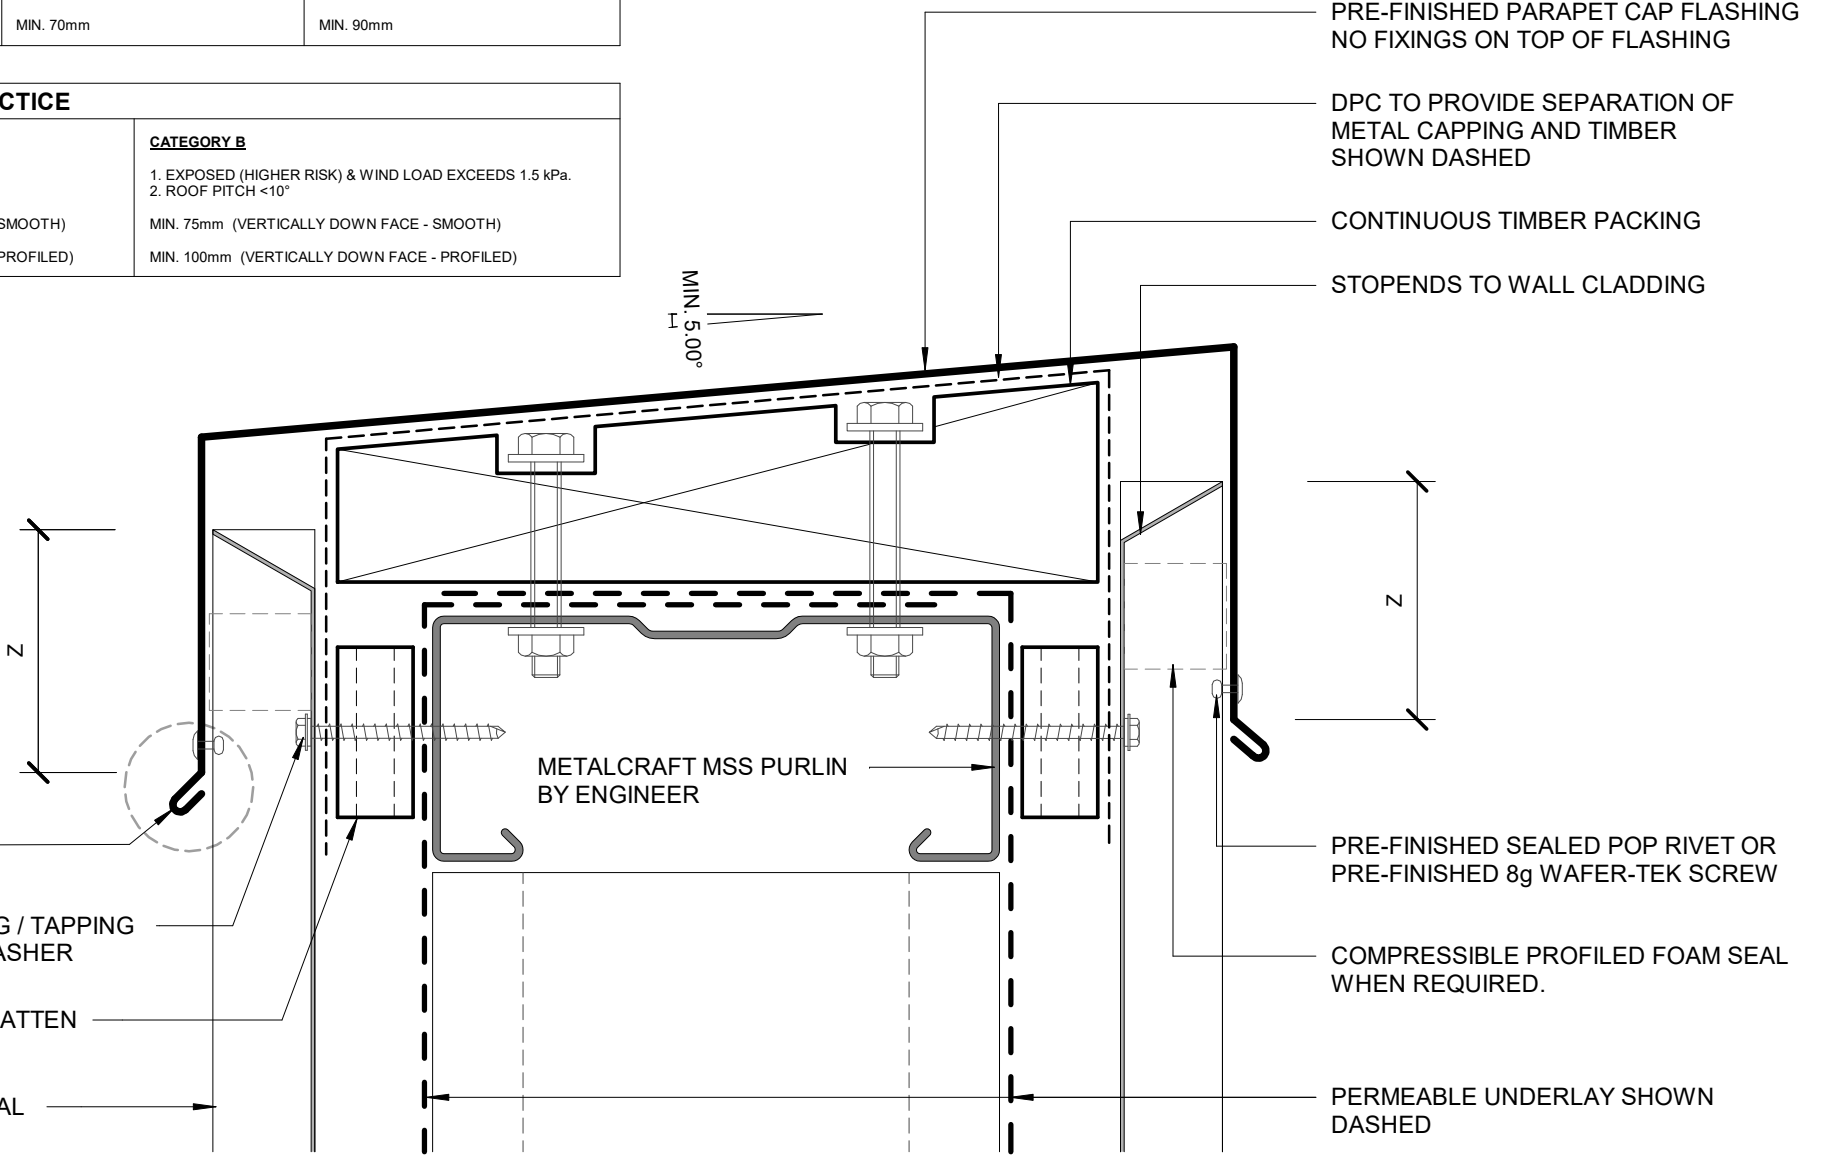 MIN. 70mm
MIN. 90mm
CTICE
CATEGORY B
1. EXPOSED (HIGHER RISK) & WIND LOAD EXCEEDS 1.5 kPa.
2. ROOF PITCH <10°
SMOOTH)
MIN. 75mm (VERTICALLY DOWN FACE - SMOOTH)
PROFILED)
MIN. 100mm (VERTICALLY DOWN FACE - PROFILED)
PRE-FINISHED PARAPET CAP FLASHING
NO FIXINGS ON TOP OF FLASHING
DPC TO PROVIDE SEPARATION OF
METAL CAPPING AND TIMBER
SHOWN DASHED
CONTINUOUS TIMBER PACKING
STOPENDS TO WALL CLADDING
MIN. 5.00°
Z
Z
METALCRAFT MSS PURLIN
BY ENGINEER
PRE-FINISHED SEALED POP RIVET OR
PRE-FINISHED 8g WAFER-TEK SCREW
G / TAPPING
ASHER
COMPRESSIBLE PROFILED FOAM SEAL
WHEN REQUIRED.
ATTEN
AL
PERMEABLE UNDERLAY SHOWN
DASHED